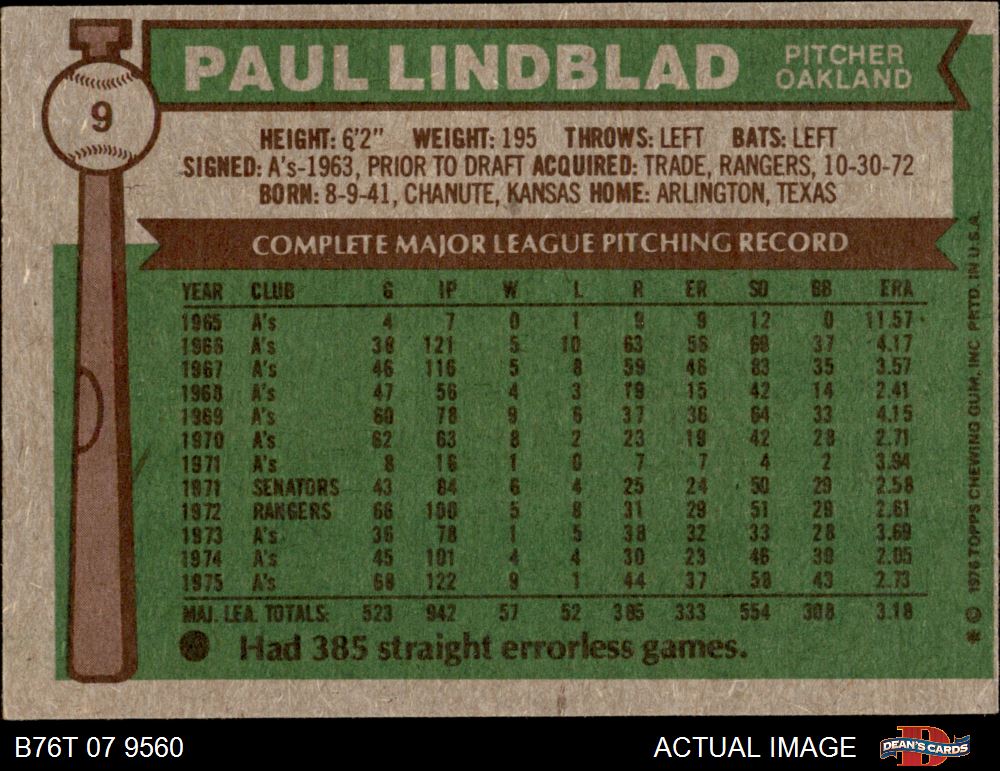 PAUL LINDBLAD
PITCHER
OAKLAND
9
HEIGHT: 6'2" WEIGHT: 195 THROWS: LEFT BATS: LEFT
SIGNED: A's-1963, PRIOR TO DRAFT ACQUIRED: TRADE, RANGERS, 10-30-72
BORN: 8-9-41, CHANUTE, KANSAS HOME: ARLINGTON, TEXAS
COMPLETE MAJOR LEAGUE PITCHING RECORD
YEAR CLUB G IP W L R ER SO BB ERA
1965 A's 4 7 0 1 9 9 12 0 11.57
1966 A's 38 121 5 10 63 56 69 37 4.17
1967 A's 46 116 5 8 59 46 83 35 3.57
1968 A's 47 56 4 3 19 15 42 14 2.41
1969 A's 60 78 9 6 37 36 64 33 4.15
1970 A's 62 63 8 2 23 19 42 28 2.71
1971 A's 8 16 1 0 7 7 4 2 3.94
1971 SENATORS 43 84 6 4 25 24 50 29 2.58
1972 RANGERS 66 100 5 8 31 29 51 29 2.61
1973 A's 36 78 1 5 38 32 33 28 3.69
1974 A's 45 101 4 4 30 23 46 30 2.05
1975 A's 68 122 9 1 44 37 58 43 2.73
MAJ. LEA. TOTALS: 523 942 57 52 385 333 554 308 3.18
Had 385 straight errorless games.
* © 1976 TOPPS CHEWING GUM, INC. PRTD. IN U.S.A.
B76T 07 9560
ACTUAL IMAGE
DEAN'S CARDS